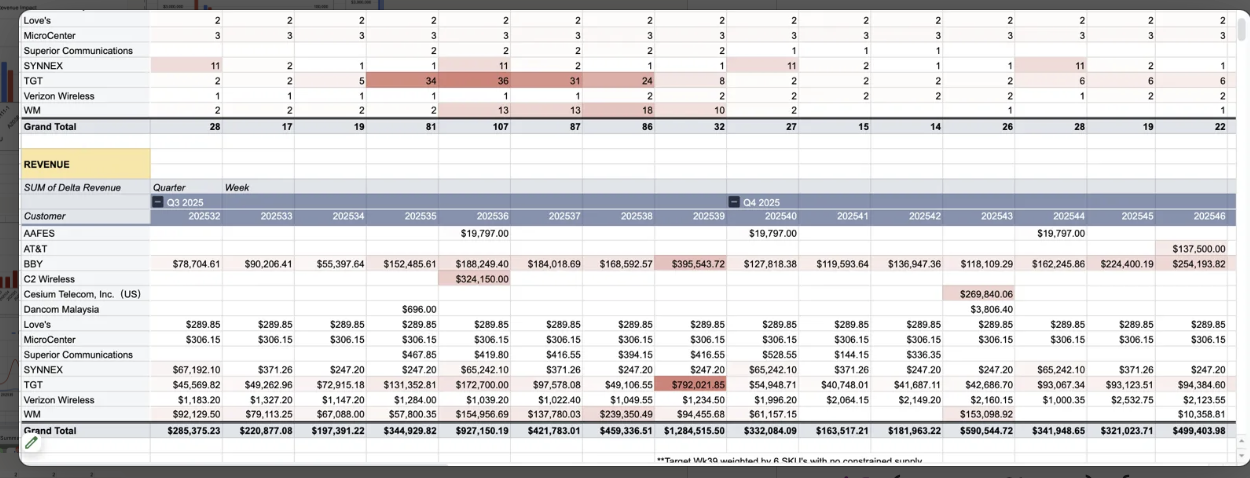 Love's 2 2 2 2 2 2 2 2 2 2 2 2 2 2 2
MicroCenter 3 3 3 3 3 3 3 3 3 3 3 3 3 3 3
Superior Communications 2 2 2 2 2 1 1 1
SYNNEX 11 2 1 1 11 2 1 1 11 2 1 1 11 2 1
TGT 2 2 5 34 36 31 24 8 2 2 2 2 6 6 6
Verizon Wireless 1 1 1 1 1 1 2 2 2 2 2 2 1 2 2
WM 2 2 2 2 13 13 18 10 2 1 1
Grand Total 28 17 19 81 107 87 86 32 27 15 14 26 28 19 22
REVENUE
SUM of Delta Revenue Quarter Week
Q3 2025 Q4 2025
Customer 202532 202533 202534 202535 202536 202537 202538 202539 202540 202541 202542 202543 202544 202545 202546
AAFES $19,797.00 $19,797.00 $19,797.00
AT&T $137,500.00
BBY $78,704.61 $90,206.41 $55,397.64 $152,485.61 $188,249.40 $184,018.69 $168,592.57 $395,543.72 $127,818.38 $119,593.64 $136,947.36 $118,109.29 $162,245.86 $224,400.19 $254,193.82
C2 Wireless $324,150.00
Cesium Telecom, Inc. (US) $269,840.06
Dancom Malaysia $696.00 $3,806.40
Love's $289.85 $289.85 $289.85 $289.85 $289.85 $289.85 $289.85 $289.85 $289.85 $289.85 $289.85 $289.85 $289.85 $289.85 $289.85
MicroCenter $306.15 $306.15 $306.15 $306.15 $306.15 $306.15 $306.15 $306.15 $306.15 $306.15 $306.15 $306.15 $306.15 $306.15 $306.15
Superior Communications $467.85 $419.80 $416.55 $394.15 $416.55 $528.55 $144.15 $336.35
SYNNEX $67,192.10 $371.26 $247.20 $247.20 $65,242.10 $371.26 $247.20 $247.20 $65,242.10 $371.26 $247.20 $247.20 $65,242.10 $371.26 $247.20
TGT $45,569.82 $49,262.96 $72,915.18 $131,352.81 $172,700.00 $97,578.08 $49,106.55 $792,021.85 $54,948.71 $40,748.01 $41,687.11 $42,686.70 $93,067.34 $93,123.51 $94,384.60
Verizon Wireless $1,183.20 $1,327.20 $1,147.20 $1,284.00 $1,039.20 $1,022.40 $1,049.55 $1,234.50 $1,996.20 $2,064.15 $2,149.20 $2,160.15 $1,000.35 $2,532.75 $2,123.55
WM $92,129.50 $79,113.25 $67,088.00 $57,800.35 $154,956.69 $137,780.03 $239,350.49 $94,455.68 $61,157.15 $153,098.92 $10,358.81
Grand Total $285,375.23 $220,877.08 $197,391.22 $344,929.82 $927,150.19 $421,783.01 $459,336.51 $1,284,515.50 $332,084.09 $163,517.21 $181,963.22 $590,544.72 $341,948.65 $321,023.71 $499,403.98
**Target Wk39 weighted by 6 SKU's with no constrained supply